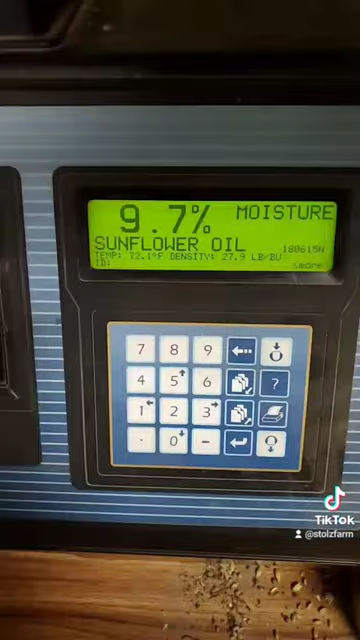 9.7% MOISTURE
SUNFLOWER OIL 180615N
TEMP: 72.1°F DENSITY: 27.9 LB/BU
ID:
7 8 9
4 5 6 ?
1 2 3
. 0 -
TikTok
@stolzfarm